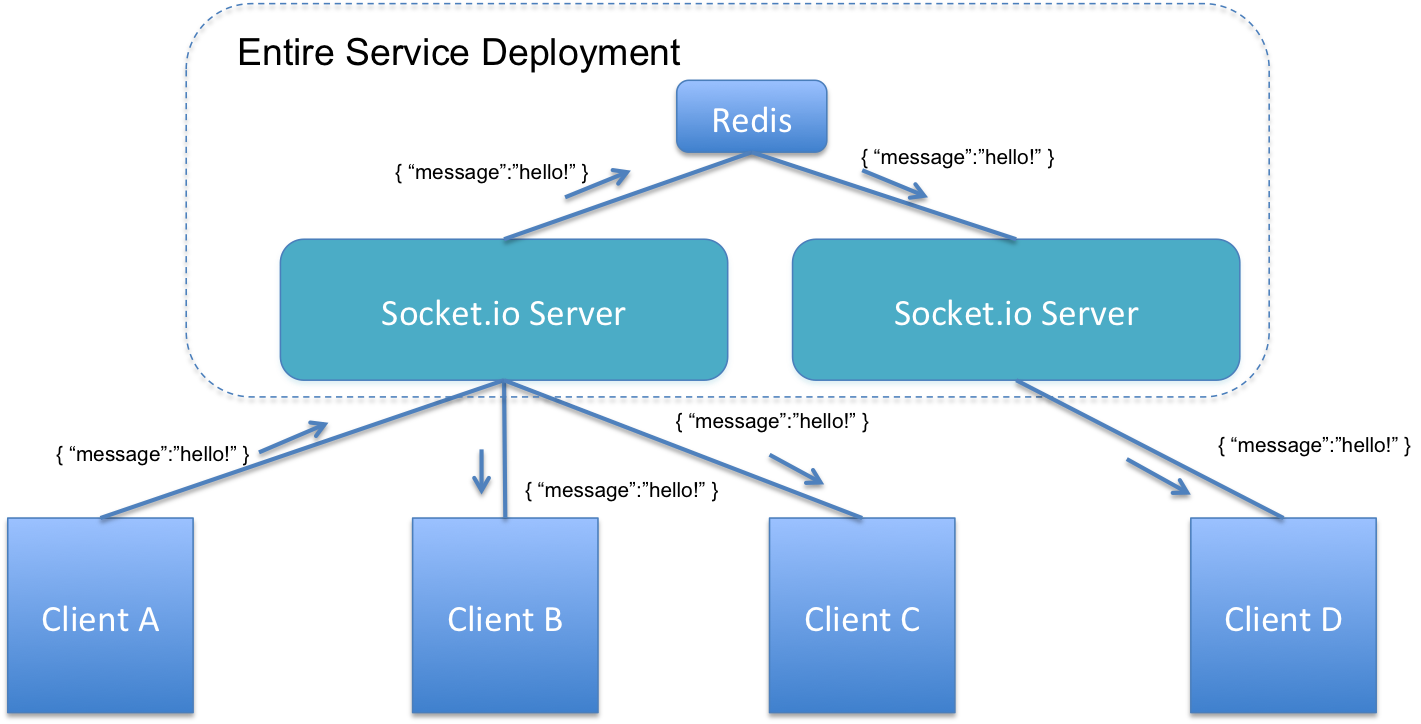 Entire Service Deployment
Redis
{ “message”:”hello!” }
{ “message”:”hello!” }
Socket.io Server
Socket.io Server
{ “message”:”hello!” }
{ “message”:”hello!” }
{ “message”:”hello!” }
{ “message”:”hello!” }
Client A
Client B
Client C
Client D